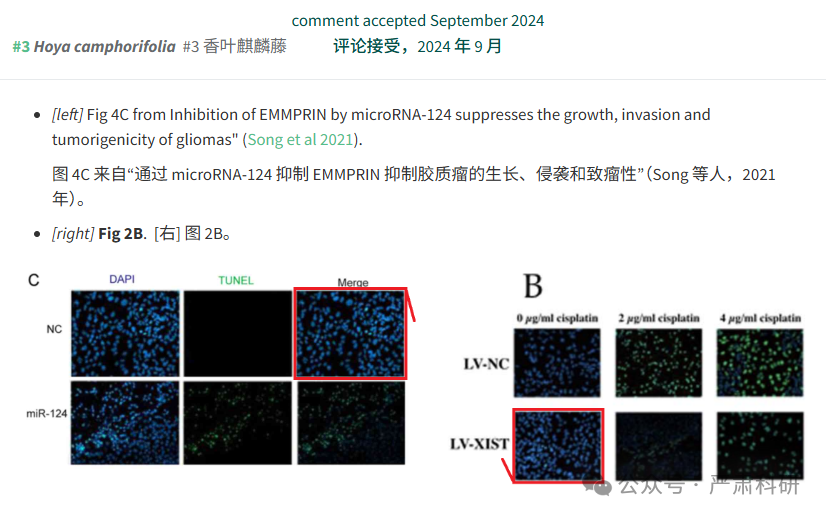 comment accepted September 2024
#3 Hoya camphorifolia #3 香叶麒麟藤 评论接受，2024 年 9 月
[left] Fig 4C from Inhibition of EMMPRIN by microRNA-124 suppresses the growth, invasion and
tumorigenicity of gliomas" (Song et al 2021).
图 4C 来自“通过 microRNA-124 抑制 EMMPRIN 抑制胶质瘤的生长、侵袭和致瘤性”（Song 等人，2021
年）。
[right] Fig 2B. [右] 图 2B。
C DAPI TUNEL Merge
NC
miR-124
B
0 μg/ml cisplatin 2 μg/ml cisplatin 4 μg/ml cisplatin
LV-NC
LV-XIST
公众号 · 严肃科研